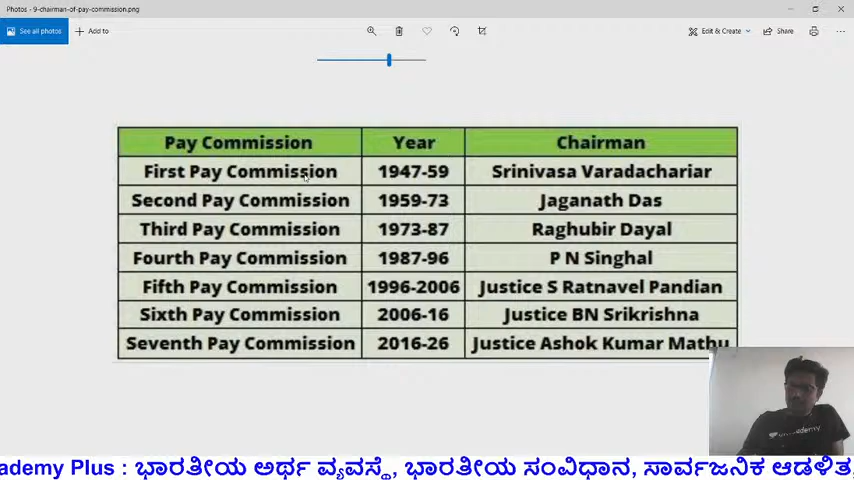 Photos - 9-chairman-of-pay-commission.png
See all photos + Add to Edit & Create Share
Pay Commission Year Chairman
First Pay Commission 1947-59 Srinivasa Varadachariar
Second Pay Commission 1959-73 Jaganath Das
Third Pay Commission 1973-87 Raghubir Dayal
Fourth Pay Commission 1987-96 P N Singhal
Fifth Pay Commission 1996-2006 Justice S Ratnavel Pandian
Sixth Pay Commission 2006-16 Justice BN Srikrishna
Seventh Pay Commission 2016-26 Justice Ashok Kumar Mathu
ademy Plus : ಭಾರತೀಯ ಅರ್ಥ ವ್ಯವಸ್ಥೆ, ಭಾರತೀಯ ಸಂವಿಧಾನ, ಸಾರ್ವಜನಿಕ ಆಡಳಿತ,